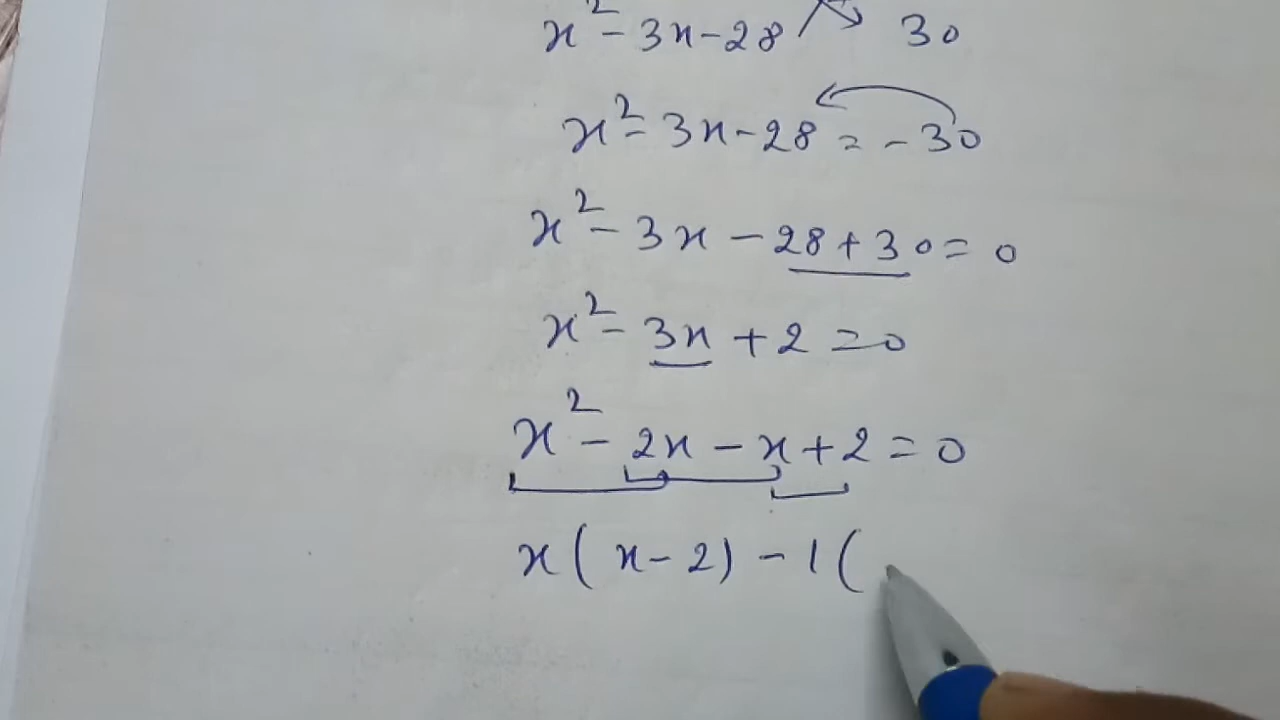 x² - 3x - 28 30
x² - 3x - 28 = - 30
x² - 3x - 28 + 30 = 0
x² - 3x + 2 = 0
x² - 2x - x + 2 = 0
x ( x - 2 ) - 1 (